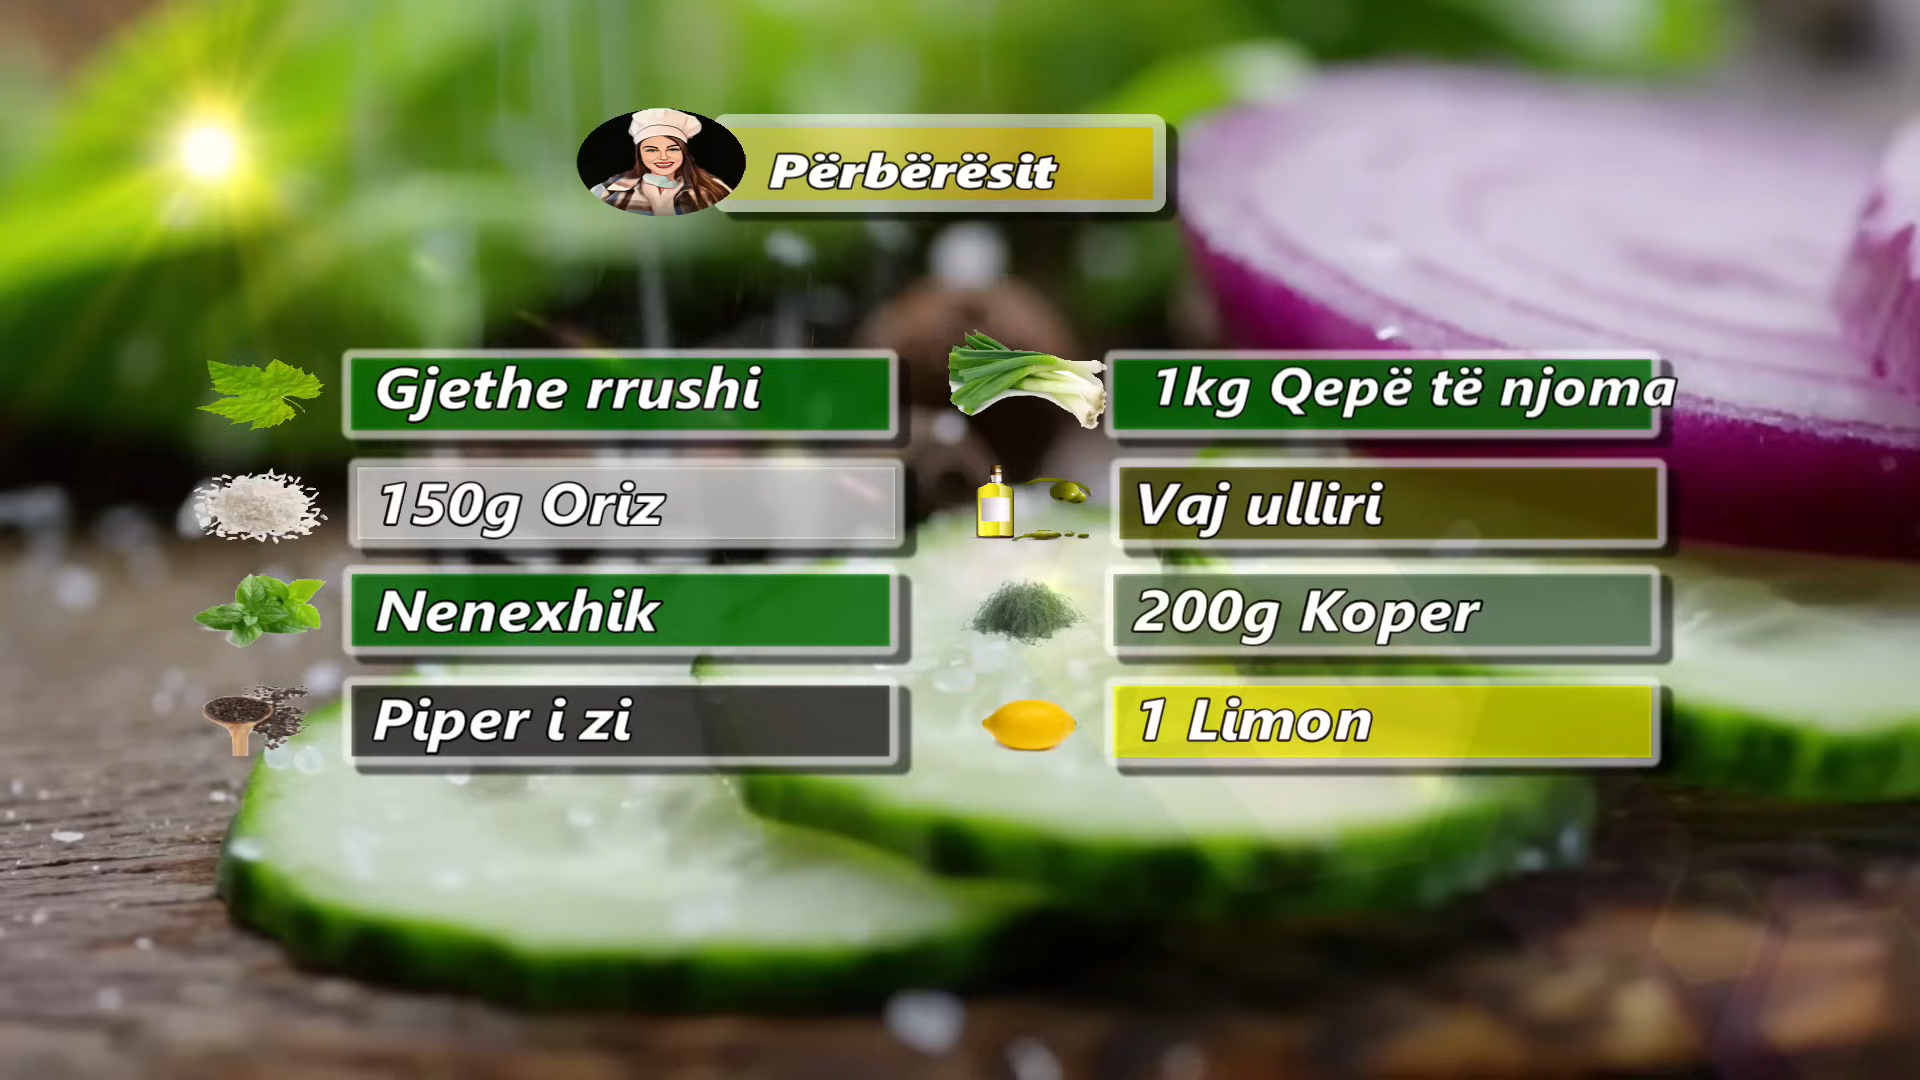 Përbërësit
Gjethe rrushi
150g Oriz
Nenexhik
Piper i zi
1kg Qepë të njoma
Vaj ulliri
200g Koper
1 Limon